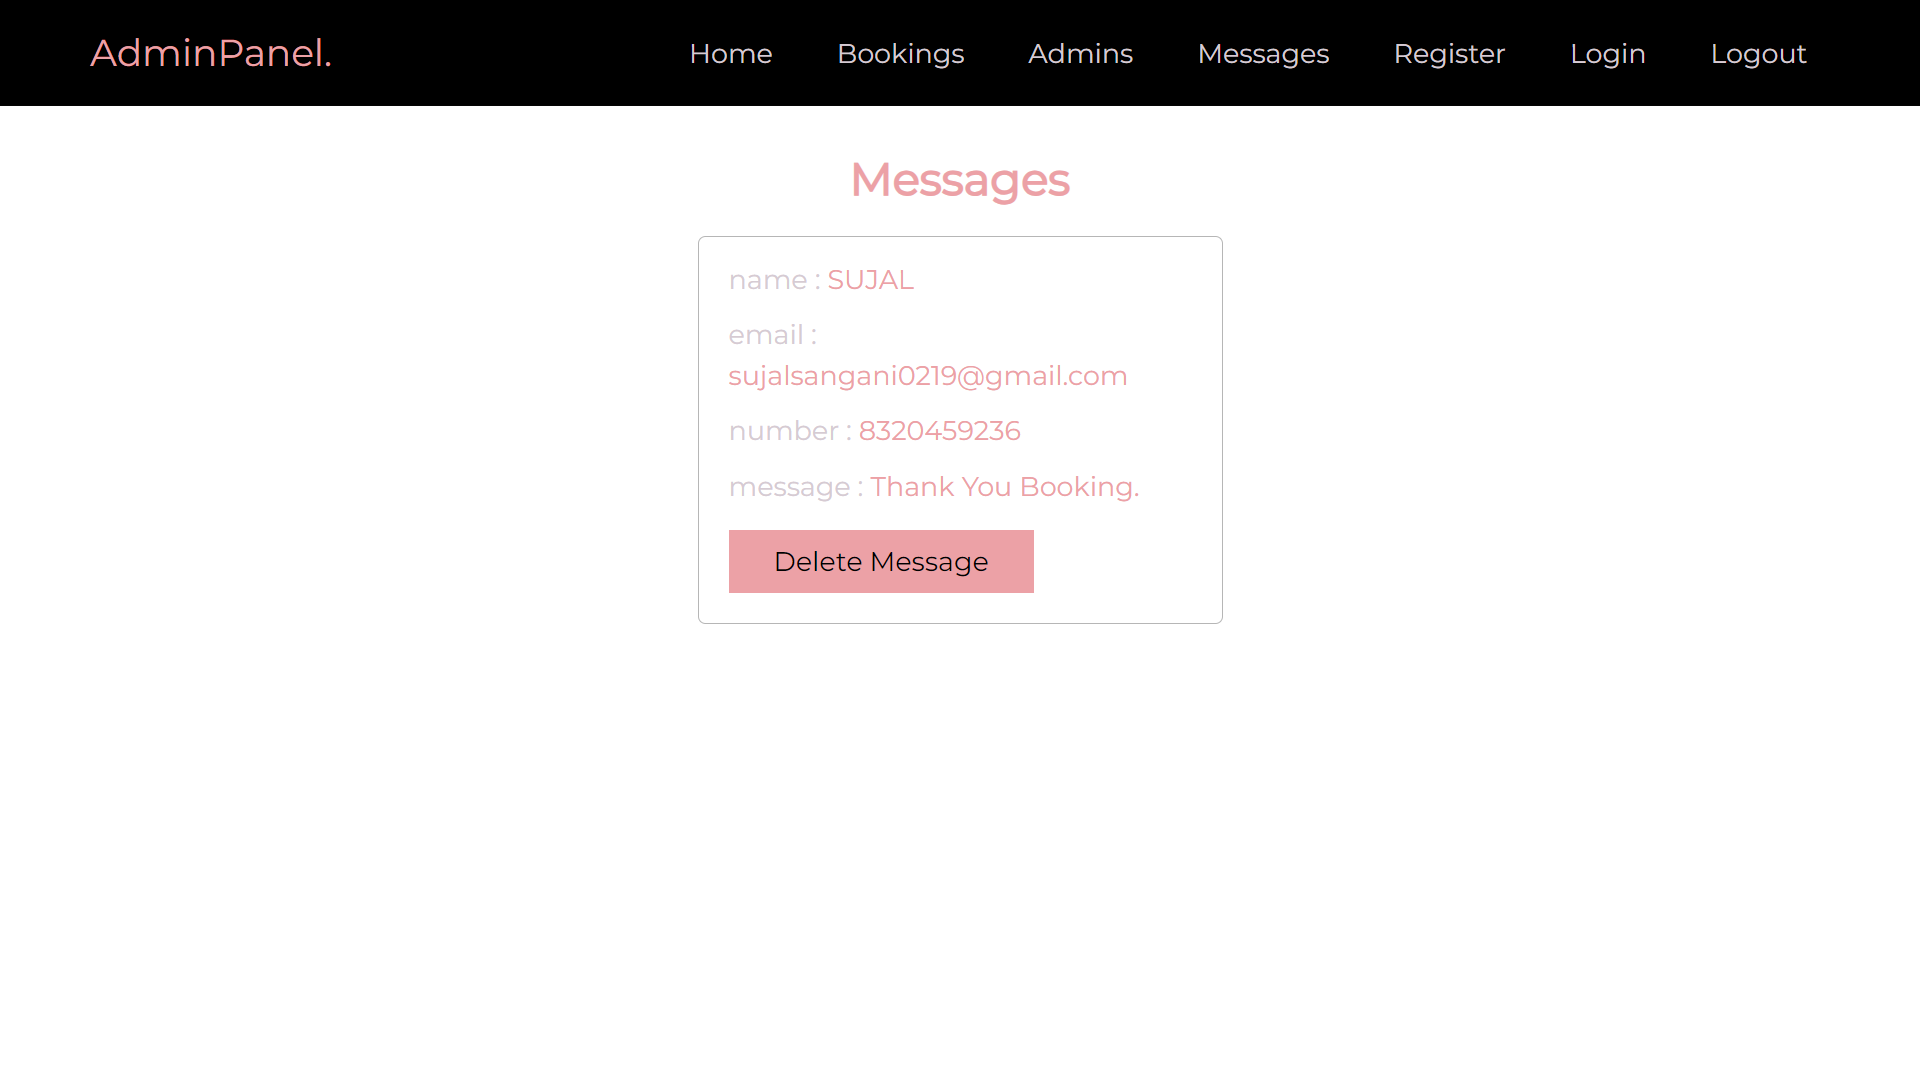 AdminPanel.
Home Bookings Admins Messages Register Login Logout
Messages
name : SUJAL
email :
sujalsangani0219@gmail.com
number : 8320459236
message : Thank You Booking.
Delete Message